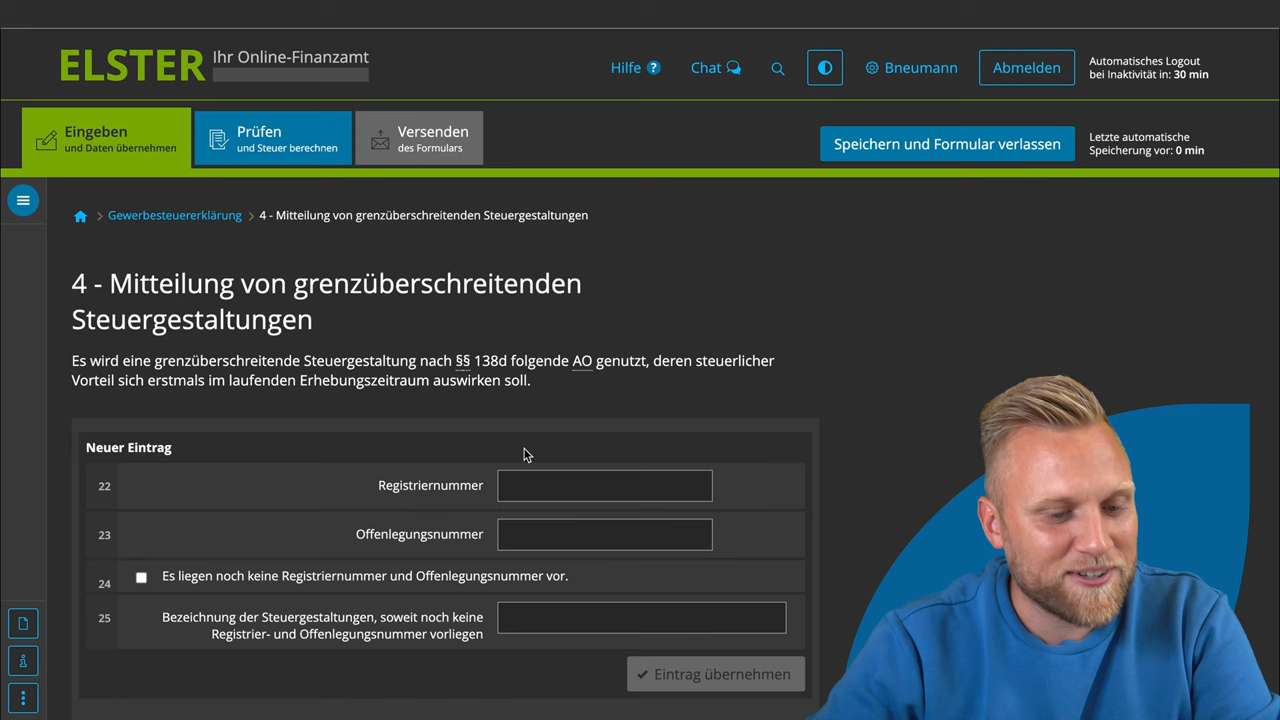 ELSTER
Ihr Online-Finanzamt
Hilfe ?
Chat
Bneumann
Abmelden
Automatisches Logout
bei Inaktivität in: 30 min
Eingeben
und Daten übernehmen
Prüfen
und Steuer berechnen
Versenden
des Formulars
Speichern und Formular verlassen
Letzte automatische
Speicherung vor: 0 min
Gewerbesteuererklärung > 4 - Mitteilung von grenzüberschreitenden Steuergestaltungen
4 - Mitteilung von grenzüberschreitenden
Steuergestaltungen
Es wird eine grenzüberschreitende Steuergestaltung nach §§ 138d folgende AO genutzt, deren steuerlicher
Vorteil sich erstmals im laufenden Erhebungszeitraum auswirken soll.
Neuer Eintrag
22 Registriernummer
23 Offenlegungsnummer
24 Es liegen noch keine Registriernummer und Offenlegungsnummer vor.
25 Bezeichnung der Steuergestaltungen, soweit noch keine
Registrier- und Offenlegungsnummer vorliegen
Eintrag übernehmen